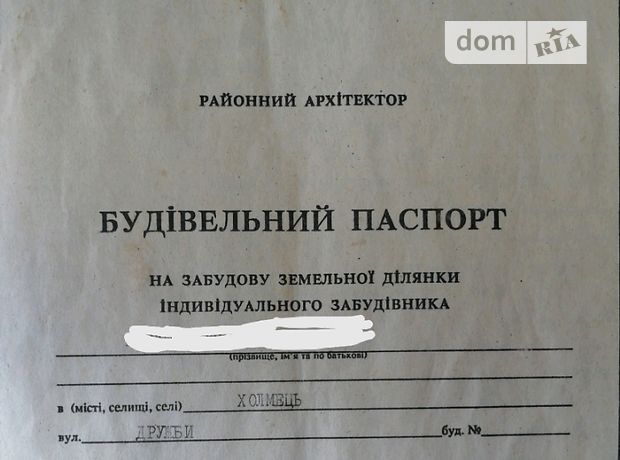 dom RIA
РАЙОННИЙ АРХІТЕКТОР
БУДІВЕЛЬНИЙ ПАСПОРТ
НА ЗАБУДОВУ ЗЕМЕЛЬНОЇ ДІЛЯНКИ
ІНДИВІДУАЛЬНОГО ЗАБУДІВНИКА
(прізвище, ім'я та по батькові)
в (місті, селищі, селі) ХОЛМЕЦЬ
вул. ДРУЖБИ буд. №